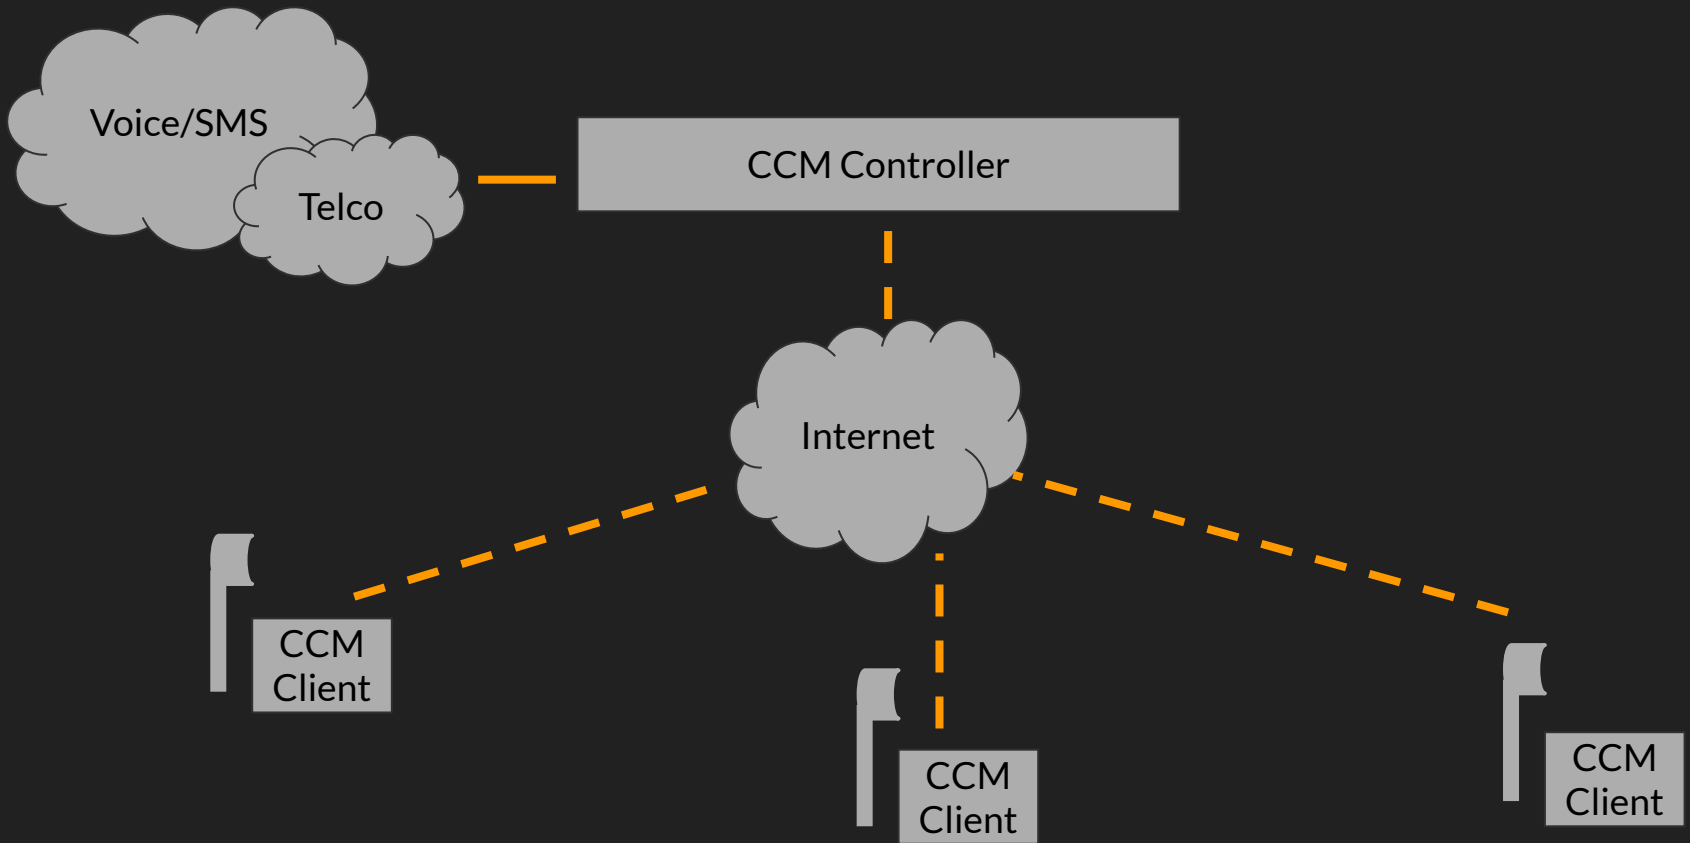 Voice/SMS
Telco
CCM Controller
Internet
CCM
Client
CCM
Client
CCM
Client